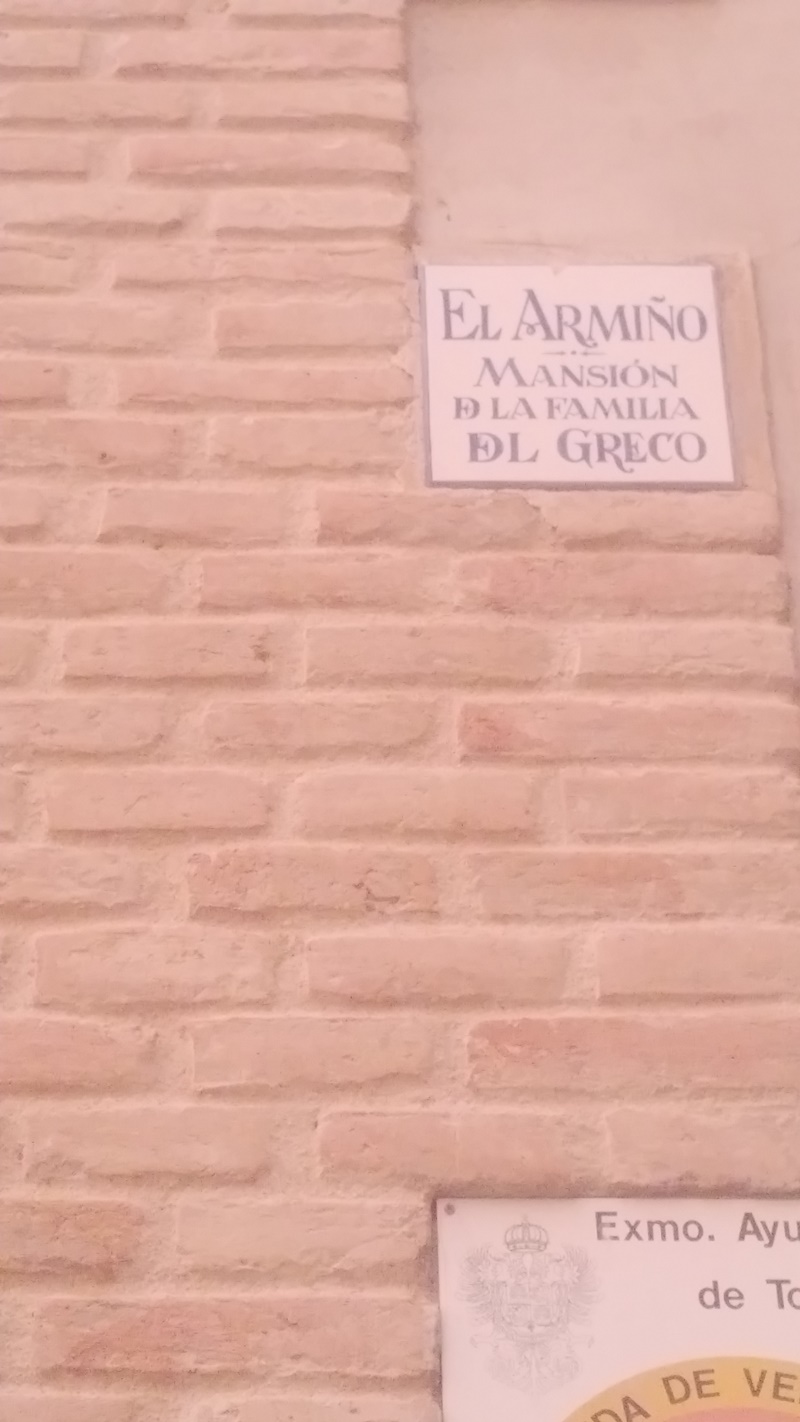 EL ARMIÑO
MANSIÓN
D LA FAMILIA
DL GRECO
Exmo. Ayu
de To
DA DE VE